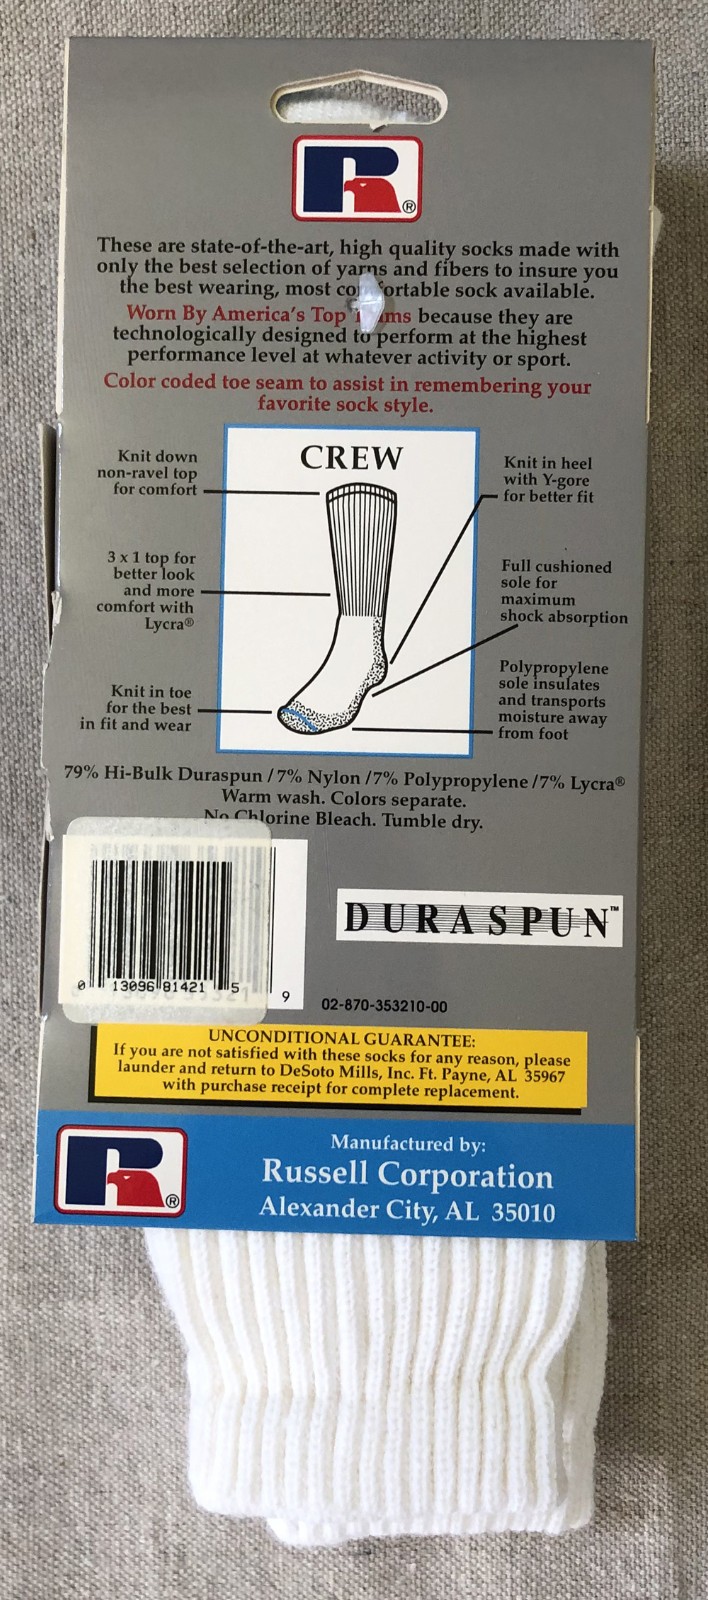 R®
These are state-of-the-art, high quality socks made with
only the best selection of yarns and fibers to insure you
the best wearing, most comfortable sock available.
Worn By America's Top because they are
technologically designed to perform at the highest
performance level at whatever activity or sport.
Color coded toe seam to assist in remembering your
favorite sock style.
CREW
Knit down
non-ravel top
for comfort
3 x 1 top for
better look
and more
comfort with
Lycra®
Knit in toe
for the best
in fit and wear
Knit in heel
with Y-gore
for better fit
Full cushioned
sole for
maximum
shock absorption
Polypropylene
sole insulates
and transports
moisture away
from foot
79% Hi-Bulk Duraspun / 7% Nylon / 7% Polypropylene / 7% Lycra®
Warm wash. Colors separate.
No Chlorine Bleach. Tumble dry.
0 13096 81421 5
9
DURASPUN™
02-870-353210-00
UNCONDITIONAL GUARANTEE:
If you are not satisfied with these socks for any reason, please
launder and return to DeSoto Mills, Inc. Ft. Payne, AL 35967
with purchase receipt for complete replacement.
R®
Manufactured by:
Russell Corporation
Alexander City, AL 35010